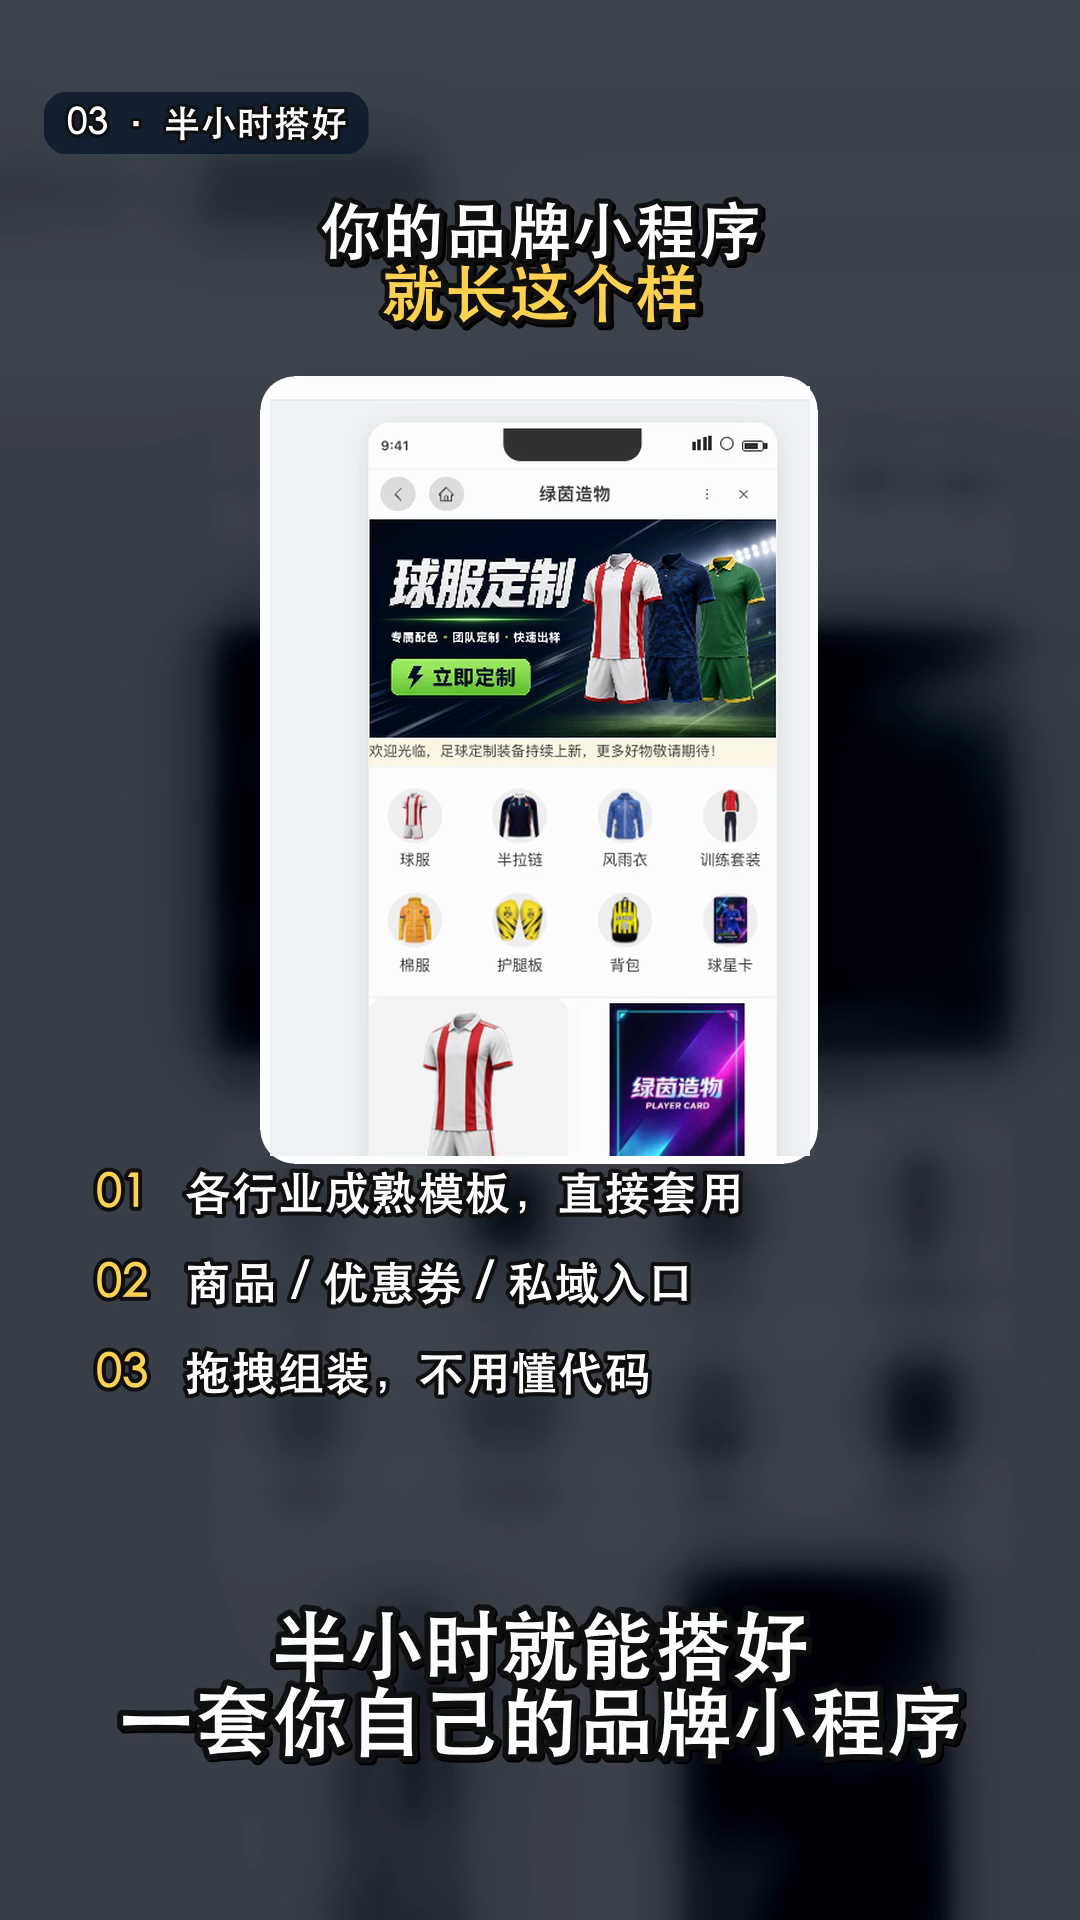 03 · 半小时搭好
你的品牌小程序
就长这个样
9:41
绿茵造物
球服定制
专属配色 · 团队定制 · 快速出样
立即定制
欢迎光临，足球定制装备持续上新，更多好物敬请期待！
球服 半拉链 风雨衣 训练套装
棉服 护腿板 背包 球星卡
绿茵造物
PLAYER CARD
01 各行业成熟模板，直接套用
02 商品 / 优惠券 / 私域入口
03 拖拽组装，不用懂代码
半小时就能搭好
一套你自己的品牌小程序